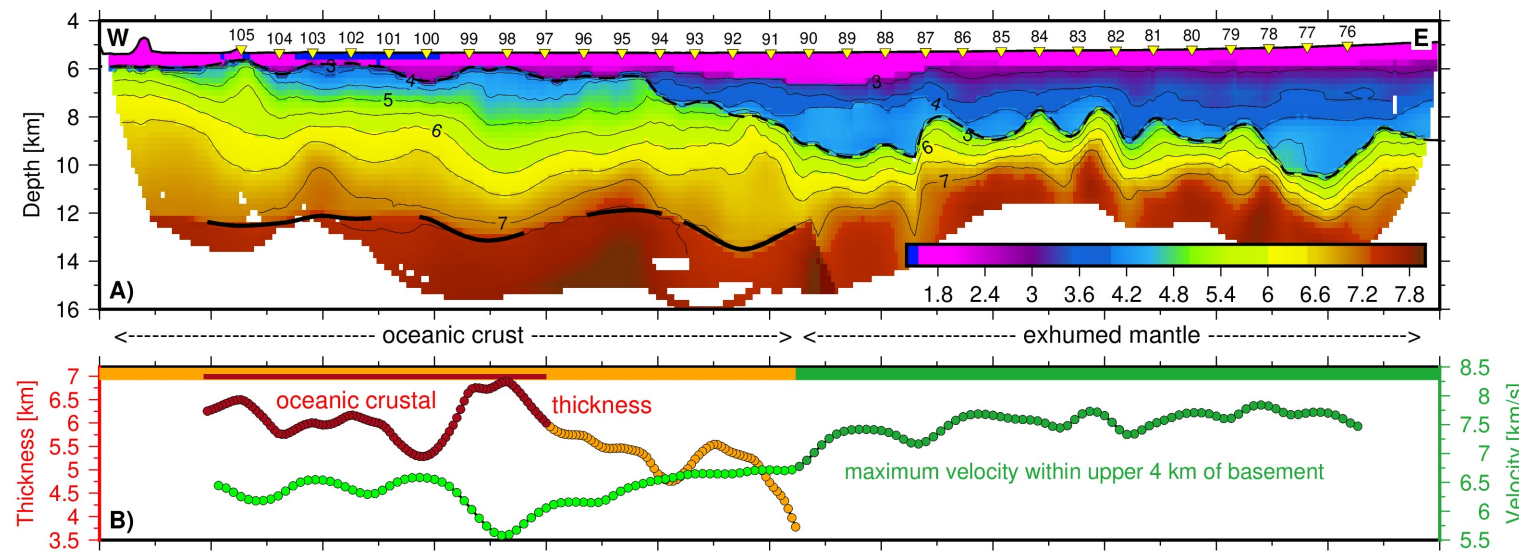 4
W
105 104 103 102 101 100 99 98 97 96 95 94 93 92 91 90 89 88 87 86 85 84 83 82 81 80 79 78 77 76
E
6
3
4
3
8
5
4
5
Depth [km]
6
6
10
7
12
7
14
A)
1.8 2.4 3 3.6 4.2 4.8 5.4 6 6.6 7.2 7.8
16
<---------------------- oceanic crust ----------------------> <------------------ exhumed mantle ------------------>
7
8.5
6.5
oceanic crustal thickness
8
6
7.5
Thickness [km]
5.5
7
Velocity [km/s]
5
maximum velocity within upper 4 km of basement
4.5
6.5
4
B)
6
3.5
5.5